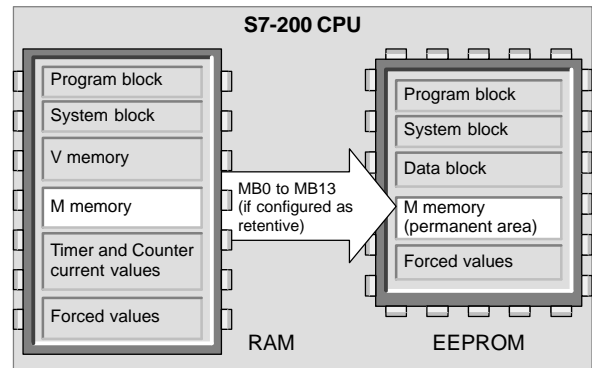 S7-200 CPU
Program block
System block
V memory
M memory
Timer and Counter
current values
Forced values
RAM
MB0 to MB13
(if configured as
retentive)
Program block
System block
Data block
M memory
(permanent area)
Forced values
EEPROM